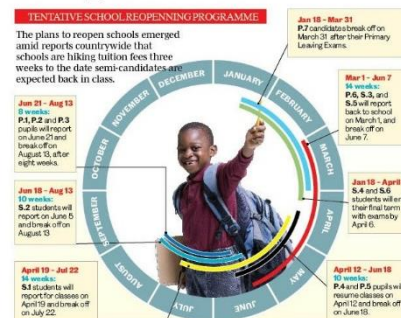 TENTATIVE SCHOOL REOPENNING PROGRAMME
The plans to reopen schools emerged
amid reports countrywide that
schools are hiking tuition fees three
weeks to the date semi-candidates are
expected back in class.
Jan 18 - Mar 31
P.7 candidates break off on
March 31 after their Primary
Leaving Exams.
Mar 1 - Jun 7
14 weeks:
P.6, S.3, and
S.5 will report
back to school
on March 1, and
break off on
June 7.
Jan 18 - April
S.4 and S.6
students will en
their final term
with exams by
April 6.
April 12 - Jun 18
10 weeks:
P.4 and P.5 pupils wi
resume classes on
April 12 and break off
on June 18.
Jun 21 - Aug 13
8 weeks:
P.1, P.2 and P.3
pupils will report
on June 21 and
break off on
August 13, after
eight weeks.
Jun 18 - Aug 13
10 weeks:
S.2 students will
report on June 5
and break off on
August 13
April 19 - Jul 22
14 weeks:
S.1 students will
report for classes on
April 19 and break off
on July 22.
JANUARY
FEBRUARY
MARCH
APRIL
MAY
JUNE
JULY
AUGUST
SEPTEMBER
OCTOBER
NOVEMBER
DECEMBER